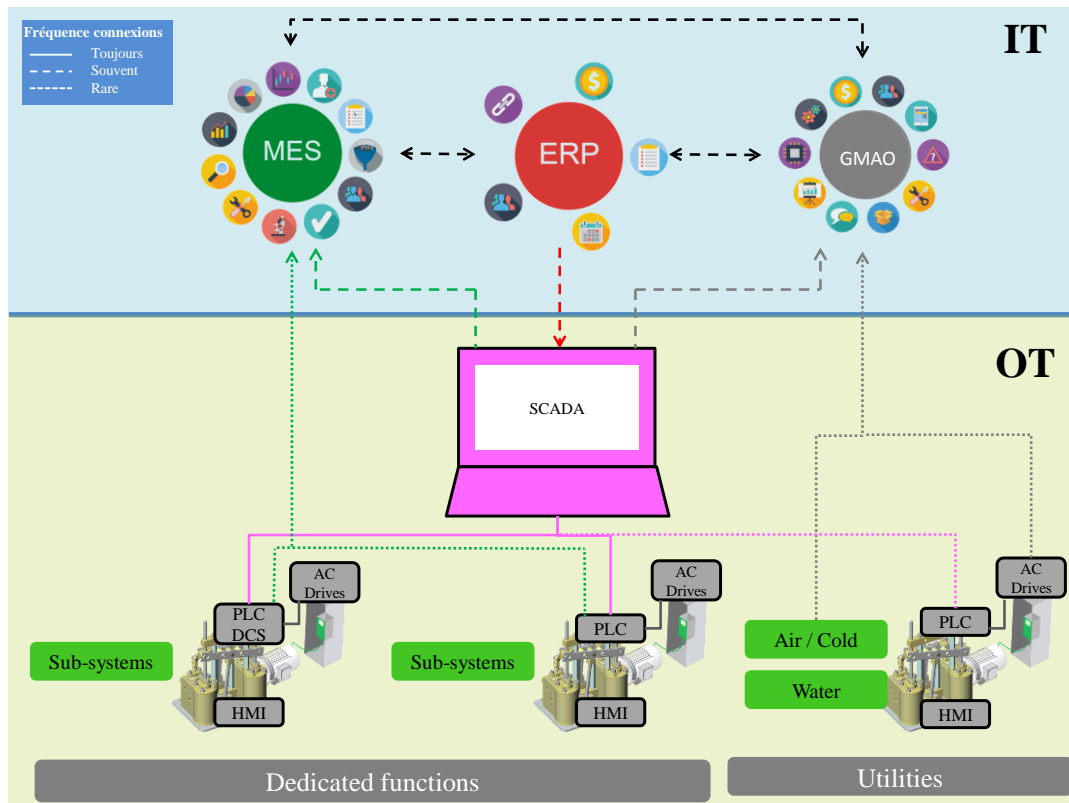 Fréquence connexions
Toujours
Souvent
Rare
IT
MES
ERP
GMAO
OT
SCADA
AC
Drives
PLC
DCS
Sub-systems
HMI
AC
Drives
PLC
Sub-systems
HMI
AC
Drives
PLC
Air / Cold
Water
HMI
Dedicated functions
Utilities